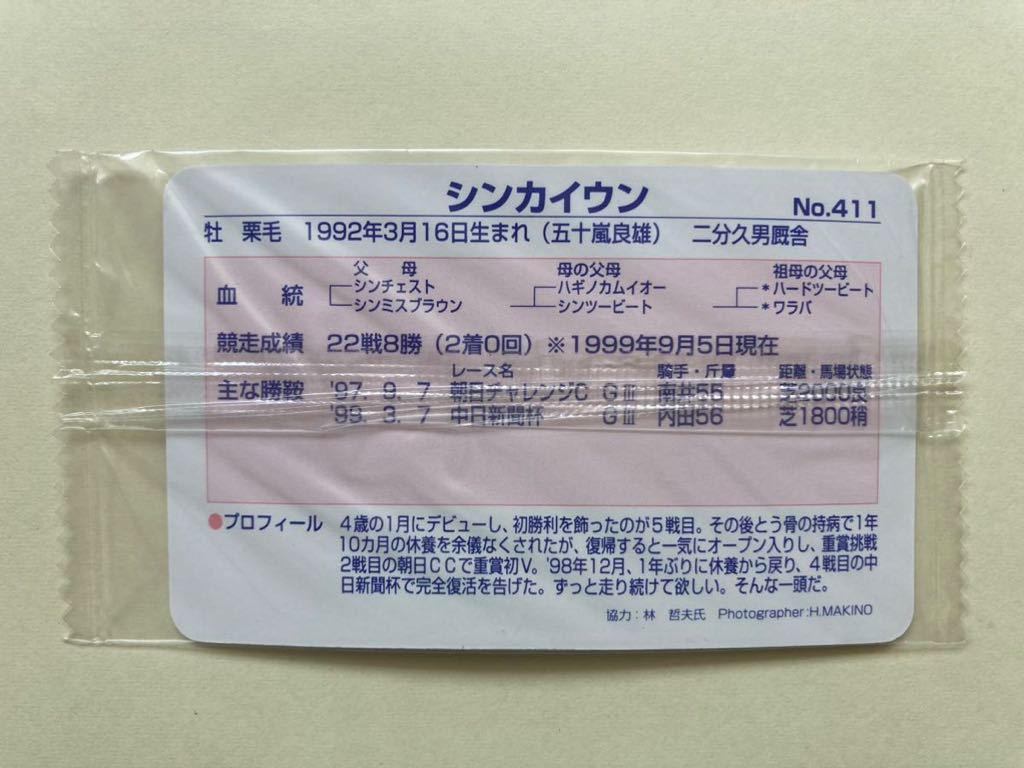 シンカイウン No.411
牡 栗毛 1992年3月16日生まれ（五十嵐良雄） 二分久男厩舎
父 母 母の父母 祖母の父母
血 統 シンチェスト ハギノカムイオー *ハードツービート
シンミスブラウン シンツービート *ワラバ
競走成績 22戦8勝（2着0回）※1999年9月5日現在
レース名 騎手・斤量 距離・馬場状態
主な勝鞍 '97. 9. 7 朝日チャレンジC GⅢ 南井55 芝2000良
'99. 3. 7 中日新聞杯 GⅢ 内田56 芝1800稍
●プロフィール 4歳の1月にデビューし、初勝利を飾ったのが5戦目。その後とう骨の持病で1年
10カ月の休養を余儀なくされたが、復帰すると一気にオープン入りし、重賞挑戦
2戦目の朝日CCで重賞初V。'98年12月、1年ぶりに休養から戻り、4戦目の中
日新聞杯で完全復活を告げた。ずっと走り続けて欲しい。そんな一頭だ。
協力：林 哲夫氏 Photographer:H.MAKINO